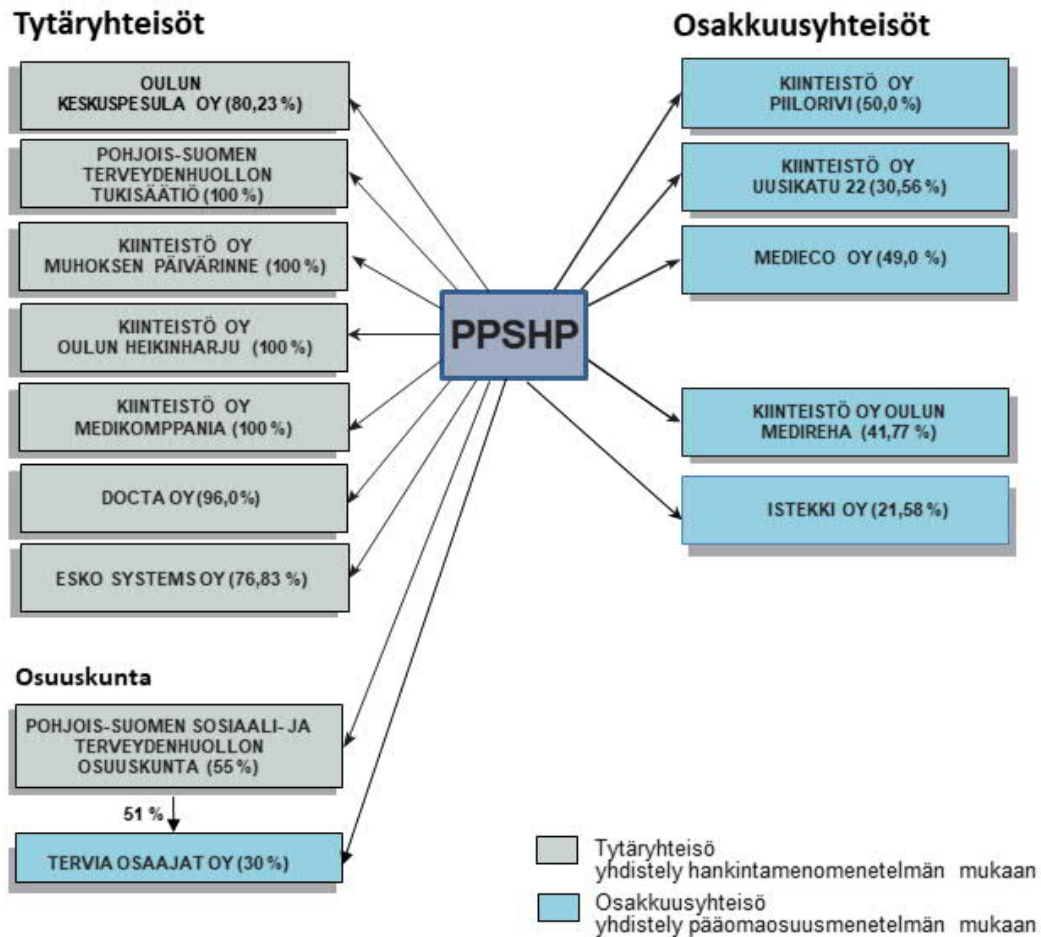 Tytäryhteisöt
OULUN
KESKUSPESULA OY (80,23 %)
POHJOIS-SUOMEN
TERVEYDENHUOLLON
TUKISÄÄTIÖ (100 %)
KIINTEISTÖ OY
MUHOKSEN PÄIVÄRINNE (100 %)
KIINTEISTÖ OY
OULUN HEIKINHARJU (100 %)
KIINTEISTÖ OY
MEDIKOMPPANIA (100 %)
DOCTA OY (96,0%)
ESKO SYSTEMS OY (76,83 %)
Osuuskunta
POHJOIS-SUOMEN SOSIAALI- JA
TERVEYDENHUOLLON
OSUUSKUNTA (55 %)
51 %
TERVIA OSAAJAT OY (30 %)
PPSHP
Osakkuusyhteisöt
KIINTEISTÖ OY
PIILORIVI (50,0 %)
KIINTEISTÖ OY
UUSIKATU 22 (30,56 %)
MEDIECO OY (49,0 %)
KIINTEISTÖ OY OULUN
MEDIREHA (41,77 %)
ISTEKKI OY (21,58 %)
Tytäryhteisö
yhdistely hankintamenomenetelmän mukaan
Osakkuusyhteisö
yhdistely pääomaosuusmenetelmän mukaan